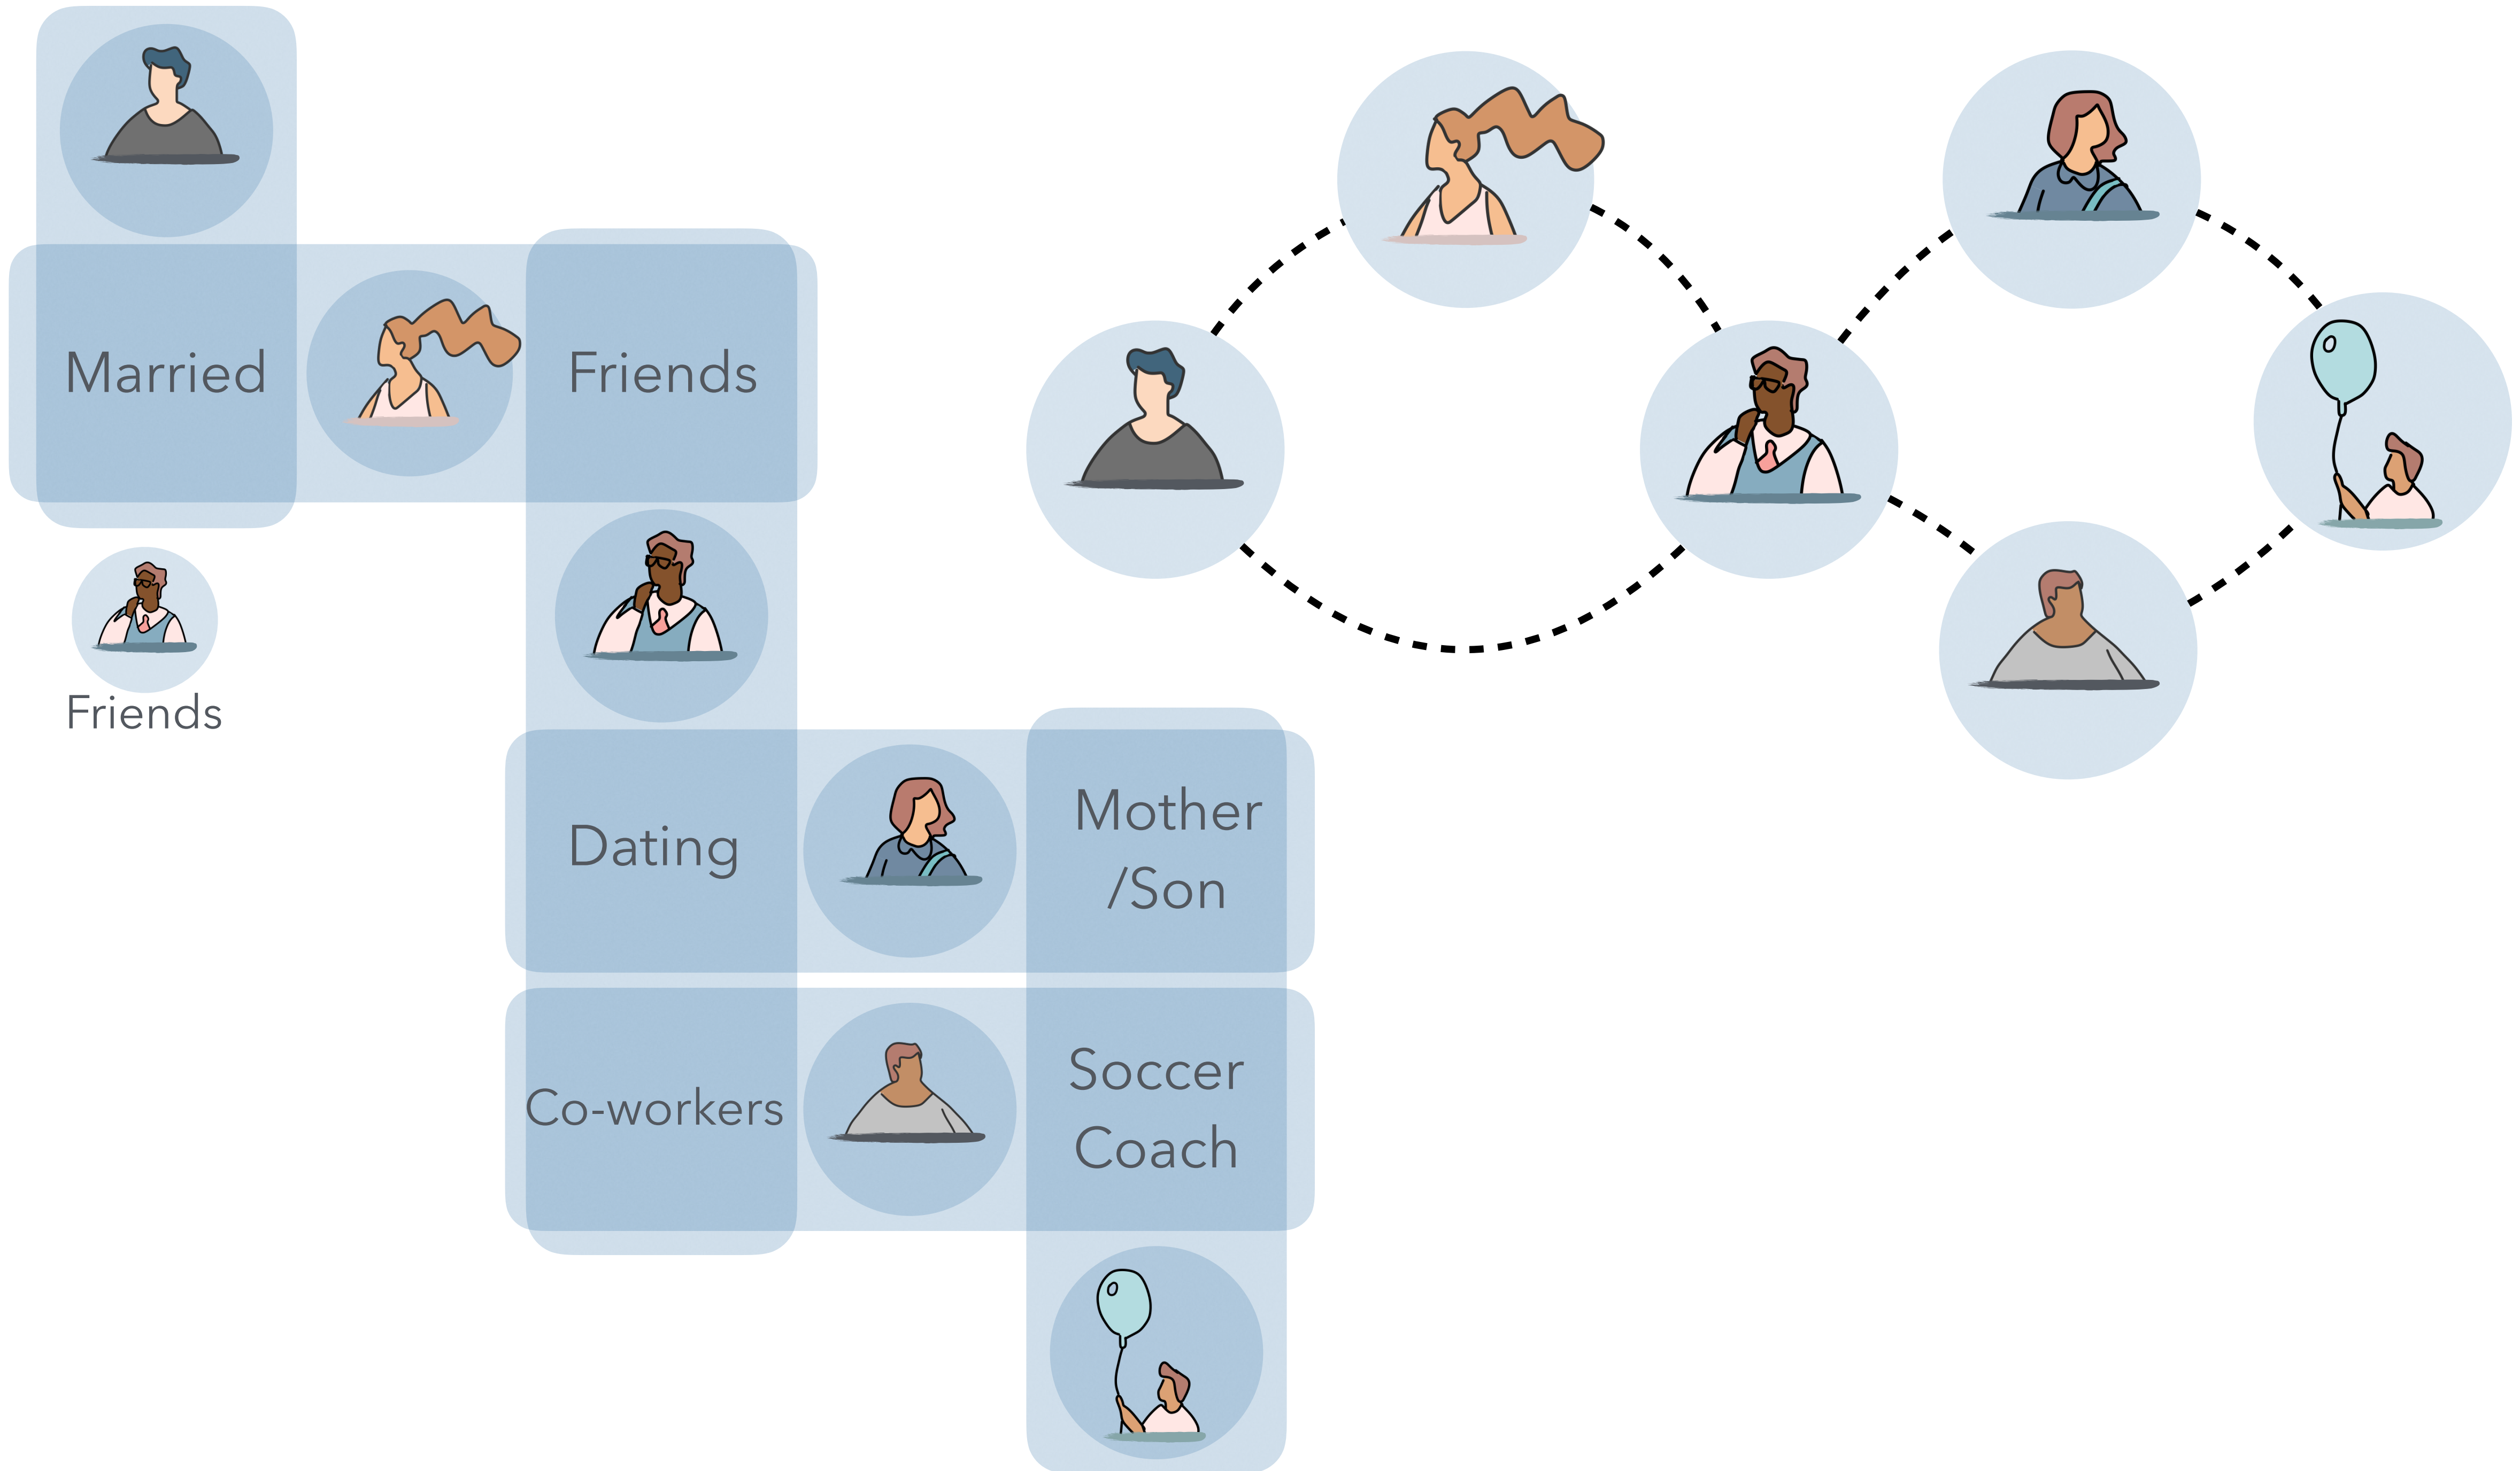 Married
Friends
Friends
Dating
Mother
/Son
Co-workers
Soccer
Coach